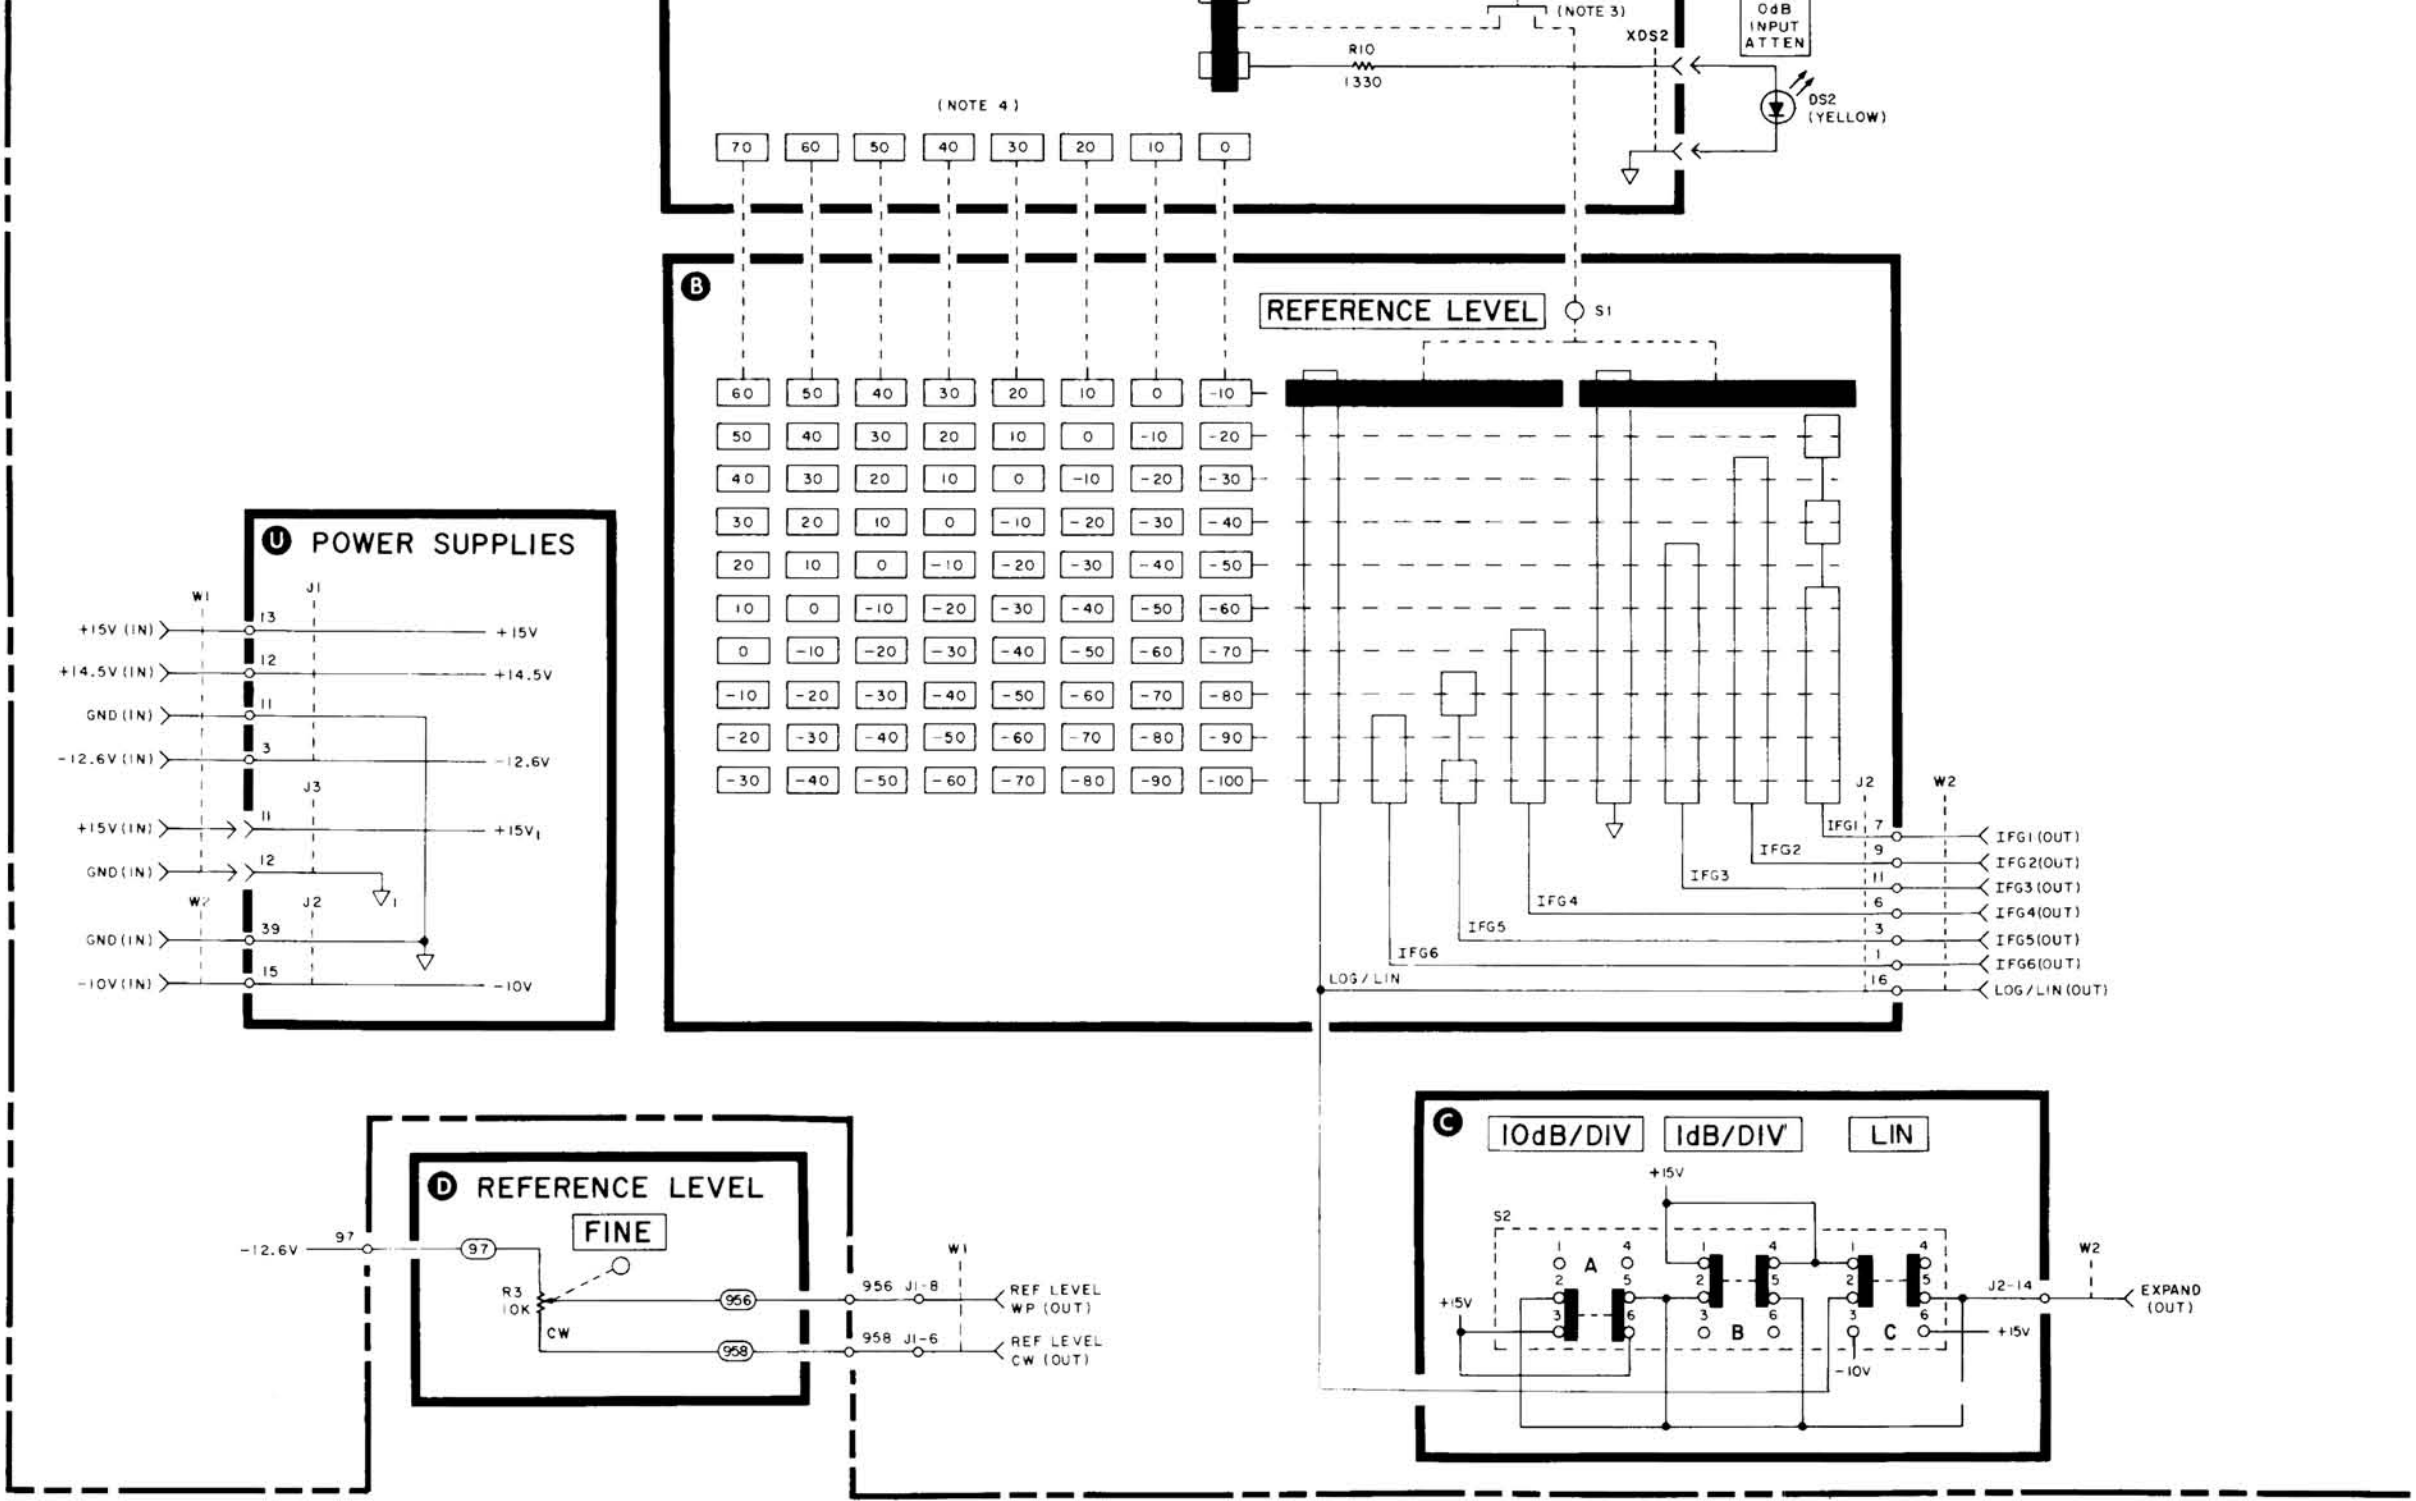 (NOTE 3)
0dB
INPUT
ATTEN
XDS2
R10
1330
DS2
(YELLOW)
(NOTE 4)
70 60 50 40 30 20 10 0
B
REFERENCE LEVEL S1
60 50 40 30 20 10 0 -10
50 40 30 20 10 0 -10 -20
40 30 20 10 0 -10 -20 -30
30 20 10 0 -10 -20 -30 -40
20 10 0 -10 -20 -30 -40 -50
10 0 -10 -20 -30 -40 -50 -60
0 -10 -20 -30 -40 -50 -60 -70
-10 -20 -30 -40 -50 -60 -70 -80
-20 -30 -40 -50 -60 -70 -80 -90
-30 -40 -50 -60 -70 -80 -90 -100
J2 W2
IFG1 7 IFG1(OUT)
IFG2 9 IFG2(OUT)
IFG3 11 IFG3(OUT)
IFG4 6 IFG4(OUT)
IFG5 3 IFG5(OUT)
IFG6 1 IFG6(OUT)
LOG/LIN 16 LOG/LIN(OUT)
U POWER SUPPLIES
W1 J1
+15V(IN) 13 +15V
+14.5V(IN) 12 +14.5V
GND(IN) 11
-12.6V(IN) 3 -12.6V
J3
+15V(IN) 11 +15V1
GND(IN) 12 1
W2 J2
GND(IN) 39
-10V(IN) 15 -10V
D REFERENCE LEVEL
FINE
-12.6V 97 97
R3
10K
CW
956 956 J1-8
958 958 J1-6
W1
REF LEVEL
WP (OUT)
REF LEVEL
CW (OUT)
C 10dB/DIV 1dB/DIV LIN
+15V
S2
1 4 1 4 1 4
A
2 5 2 5 2 5
+15V
3 6 3 6 3 6
B C
+15V
-10V
J2-14
W2
EXPAND
(OUT)